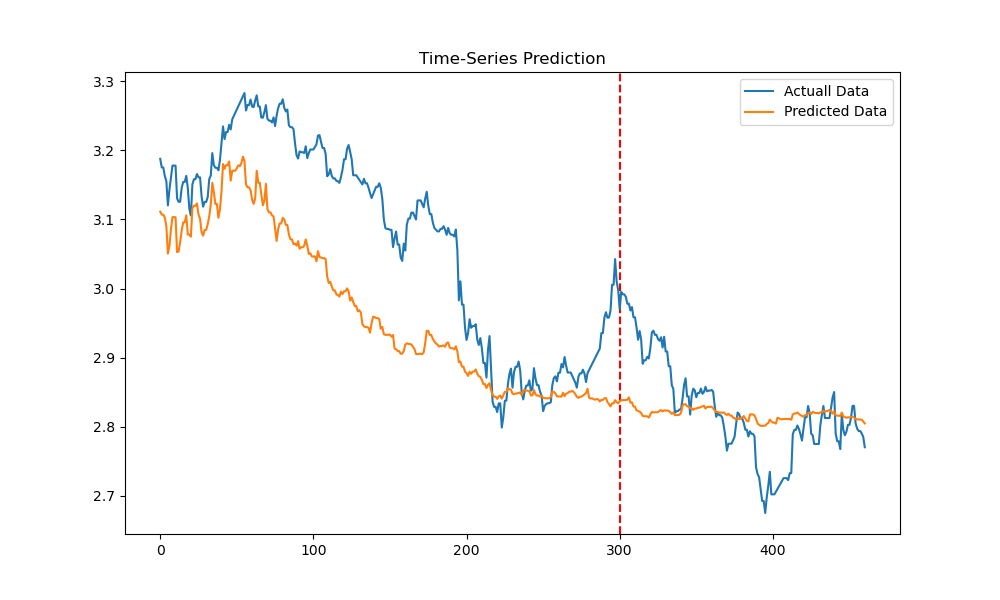 Time-Series Prediction
Actuall Data
Predicted Data
3.3
3.2
3.1
3.0
2.9
2.8
2.7
0 100 200 300 400